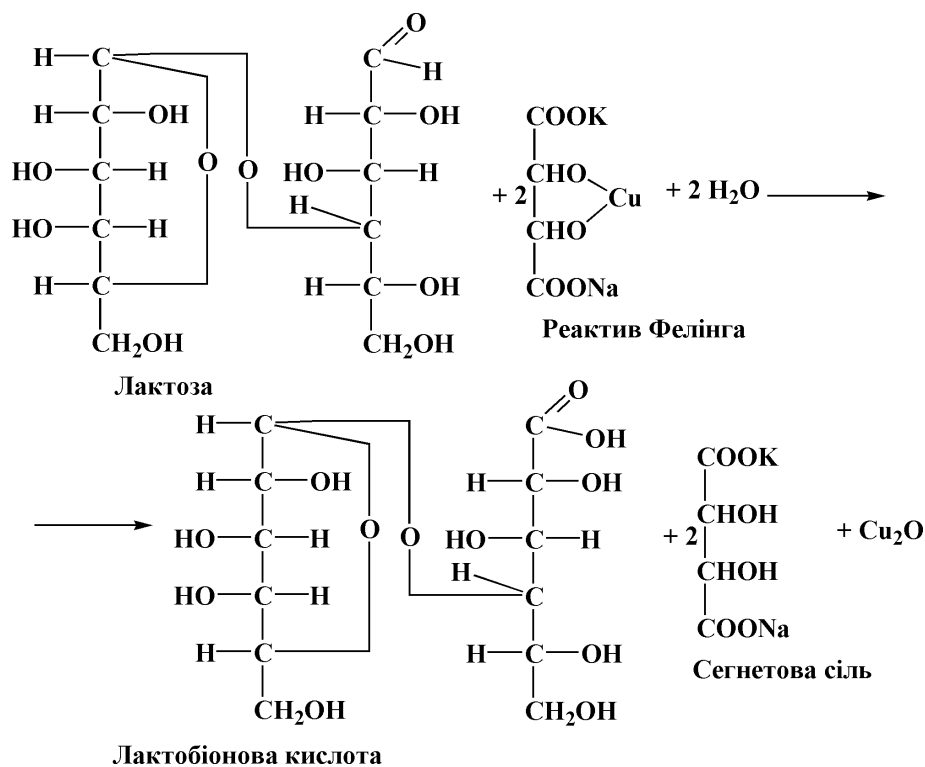 O
H C C H
H C OH H C OH COOK
HO C H O O HO C H + 2 CHO Cu + 2 H₂O
HO C H H C CHO
H C H C OH COONa
CH₂OH CH₂OH Реактив Фелінга
Лактоза
O
H C C OH
H C OH H C OH COOK
HO C H O O HO C H + 2 CHOH + Cu₂O
HO C H H C CHOH
H C H C OH COONa
CH₂OH CH₂OH Сегнетова сіль
Лактобіонова кислота